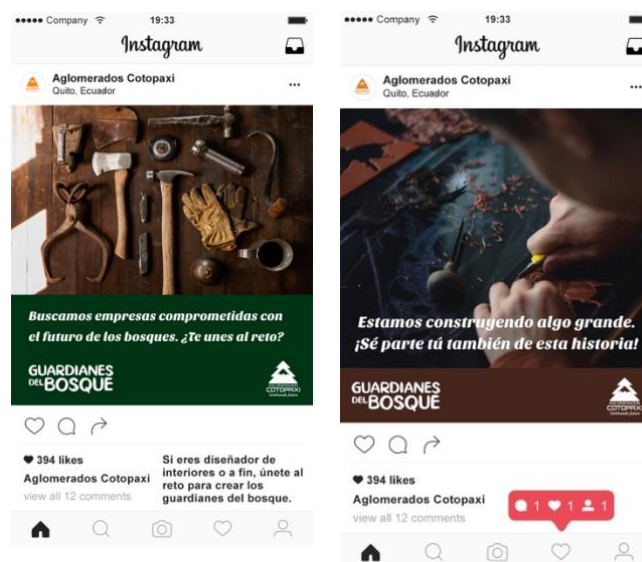 Company 19:33
Instagram
Aglomerados Cotopaxi
Quito, Ecuador
Buscamos empresas comprometidas con
el futuro de los bosques. ¿Te unes al reto?
GUARDIANES
DEL BOSQUE
COTOPAXI
394 likes
Aglomerados Cotopaxi
view all 12 comments
Si eres diseñador de
interiores o a fin, únete al
reto para crear los
guardianes del bosque.
Company 19:33
Instagram
Aglomerados Cotopaxi
Quito, Ecuador
Estamos construyendo algo grande.
¡Sé parte tú también de esta historia!
GUARDIANES
DEL BOSQUE
COTOPAXI
394 likes
Aglomerados Cotopaxi
view all 12 comments
1 1 1